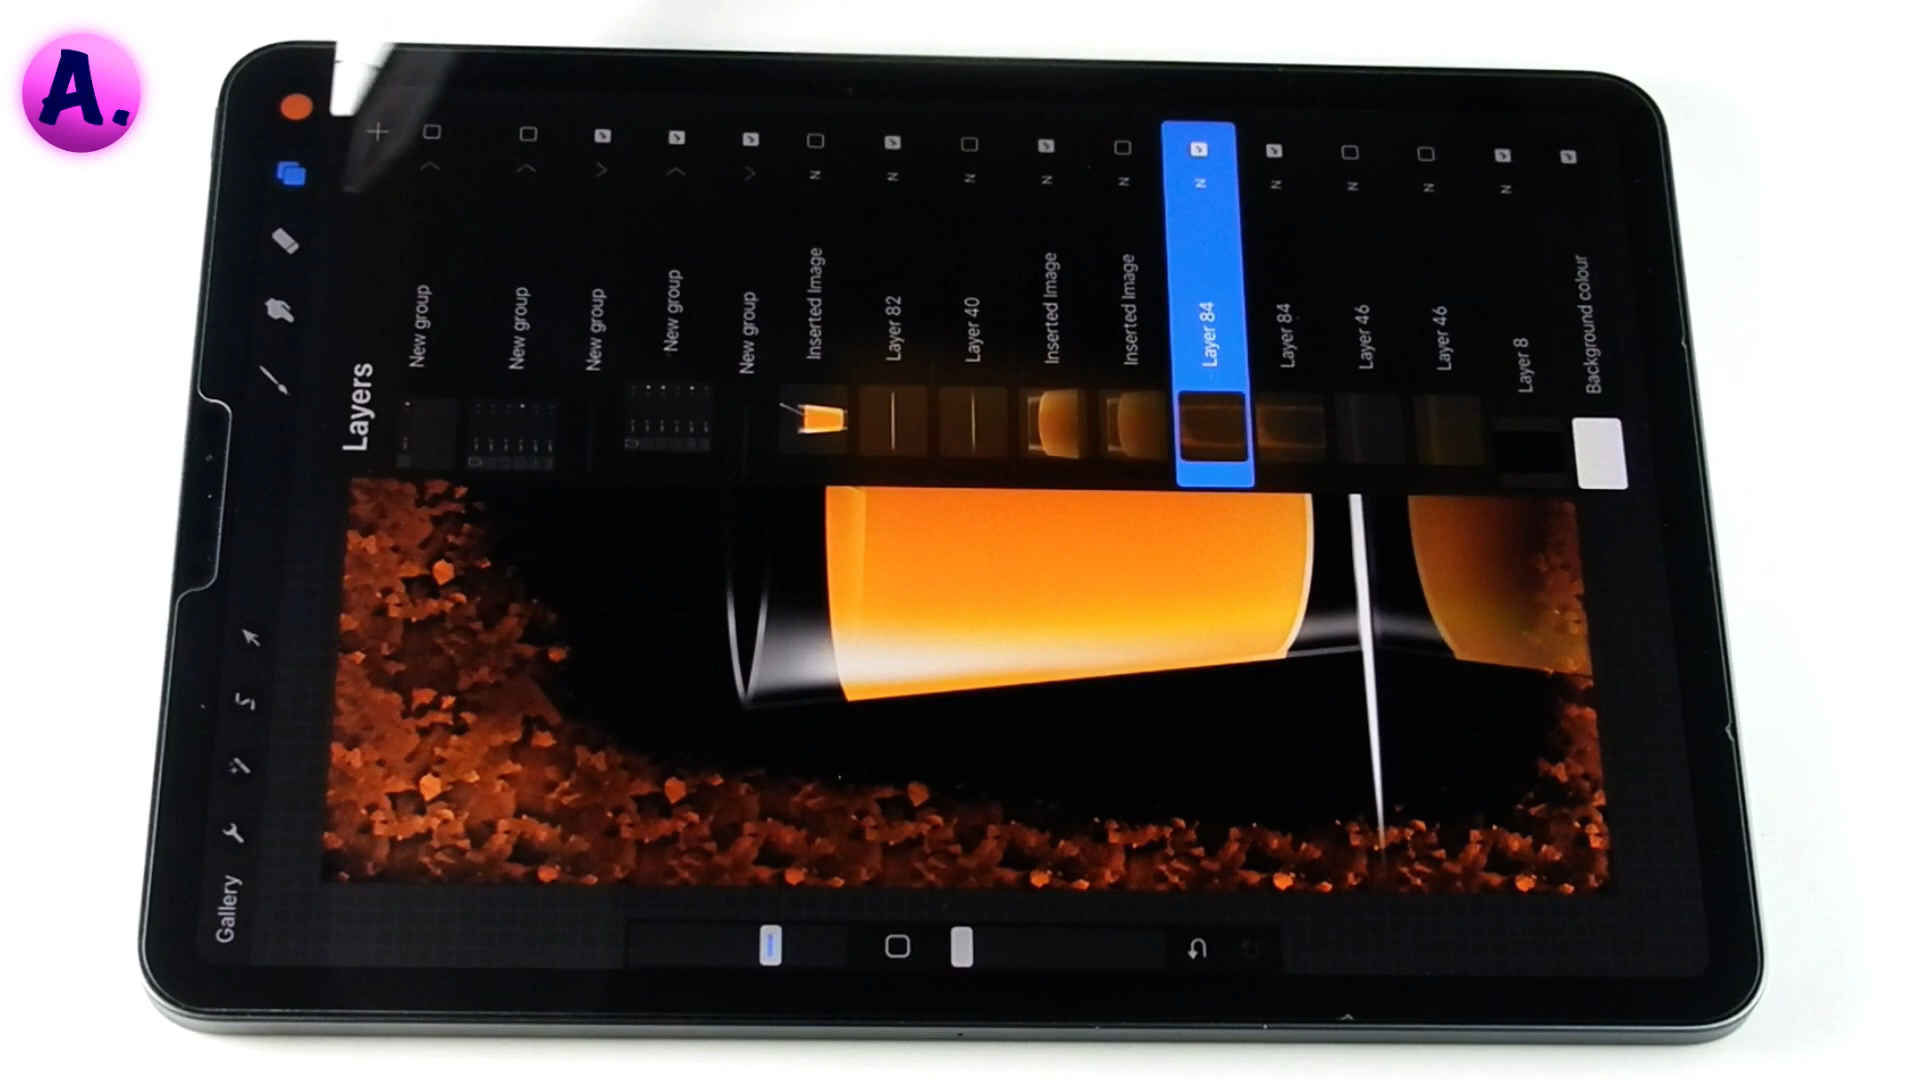 A.
Gallery
Layers
New group
New group
New group
New group
New group
Inserted Image N
Layer 82 N
Layer 40 N
Inserted Image N
Inserted Image N
Layer 84 N
Layer 84 N
Layer 46 N
Layer 46 N
Layer 8 N
Background colour